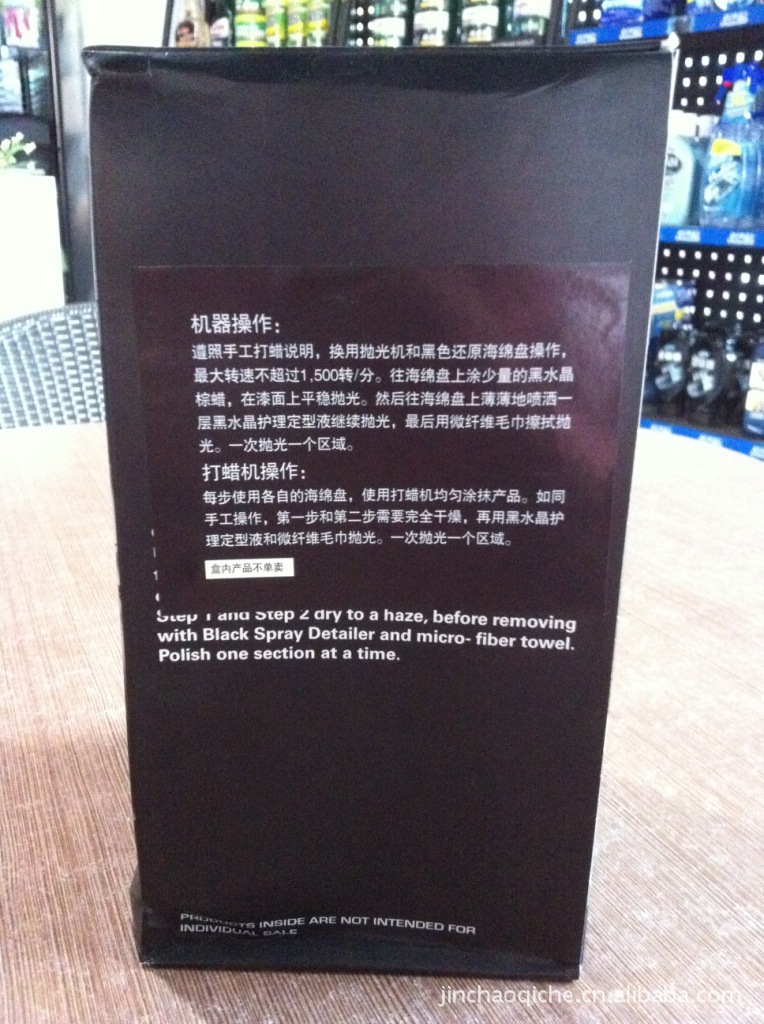 机器操作：
遵照手工打蜡说明，换用抛光机和黑色还原海绵盘操作，
最大转速不超过1,500转/分。往海绵盘上涂少量的黑水晶
棕蜡，在漆面上平稳抛光。然后往海绵盘上薄薄地喷洒一
层黑水晶护理定型液继续抛光，最后用微纤维毛巾擦拭抛
光。一次抛光一个区域。
打蜡机操作：
每步使用各自的海绵盘，使用打蜡机均匀涂抹产品。如同
手工操作，第一步和第二步需要完全干燥，再用黑水晶护
理定型液和微纤维毛巾抛光。一次抛光一个区域。
盒内产品不单卖
Step 1 and Step 2 dry to a haze, before removing
with Black Spray Detailer and micro- fiber towel.
Polish one section at a time.
PRODUCTS INSIDE ARE NOT INTENDED FOR
INDIVIDUAL SALE
jinchaoqiche.cn.alibaba.com